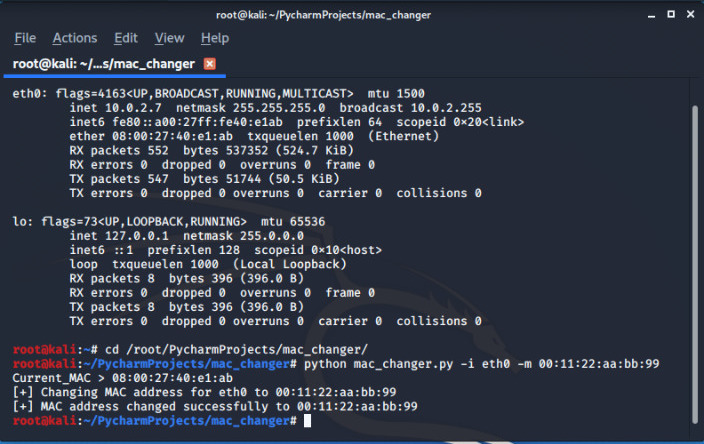 root@kali: ~/PycharmProjects/mac_changer
File Actions Edit View Help
root@kali: ~/...s/mac_changer
eth0: flags=4163<UP,BROADCAST,RUNNING,MULTICAST>  mtu 1500
        inet 10.0.2.7  netmask 255.255.255.0  broadcast 10.0.2.255
        inet6 fe80::a00:27ff:fe40:e1ab  prefixlen 64  scopeid 0×20<link>
        ether 08:00:27:40:e1:ab  txqueuelen 1000  (Ethernet)
        RX packets 552  bytes 537352 (524.7 KiB)
        RX errors 0  dropped 0  overruns 0  frame 0
        TX packets 547  bytes 51744 (50.5 KiB)
        TX errors 0  dropped 0 overruns 0  carrier 0  collisions 0
lo: flags=73<UP,LOOPBACK,RUNNING>  mtu 65536
        inet 127.0.0.1  netmask 255.0.0.0
        inet6 ::1  prefixlen 128  scopeid 0×10<host>
        loop  txqueuelen 1000  (Local Loopback)
        RX packets 8  bytes 396 (396.0 B)
        RX errors 0  dropped 0  overruns 0  frame 0
        TX packets 8  bytes 396 (396.0 B)
        TX errors 0  dropped 0 overruns 0  carrier 0  collisions 0
root@kali:~# cd /root/PycharmProjects/mac_changer/
root@kali:~/PycharmProjects/mac_changer# python mac_changer.py -i eth0 -m 00:11:22:aa:bb:99
Current_MAC > 08:00:27:40:e1:ab
[+] Changing MAC address for eth0 to 00:11:22:aa:bb:99
[+] MAC address changed successfully to 00:11:22:aa:bb:99
root@kali:~/PycharmProjects/mac_changer#